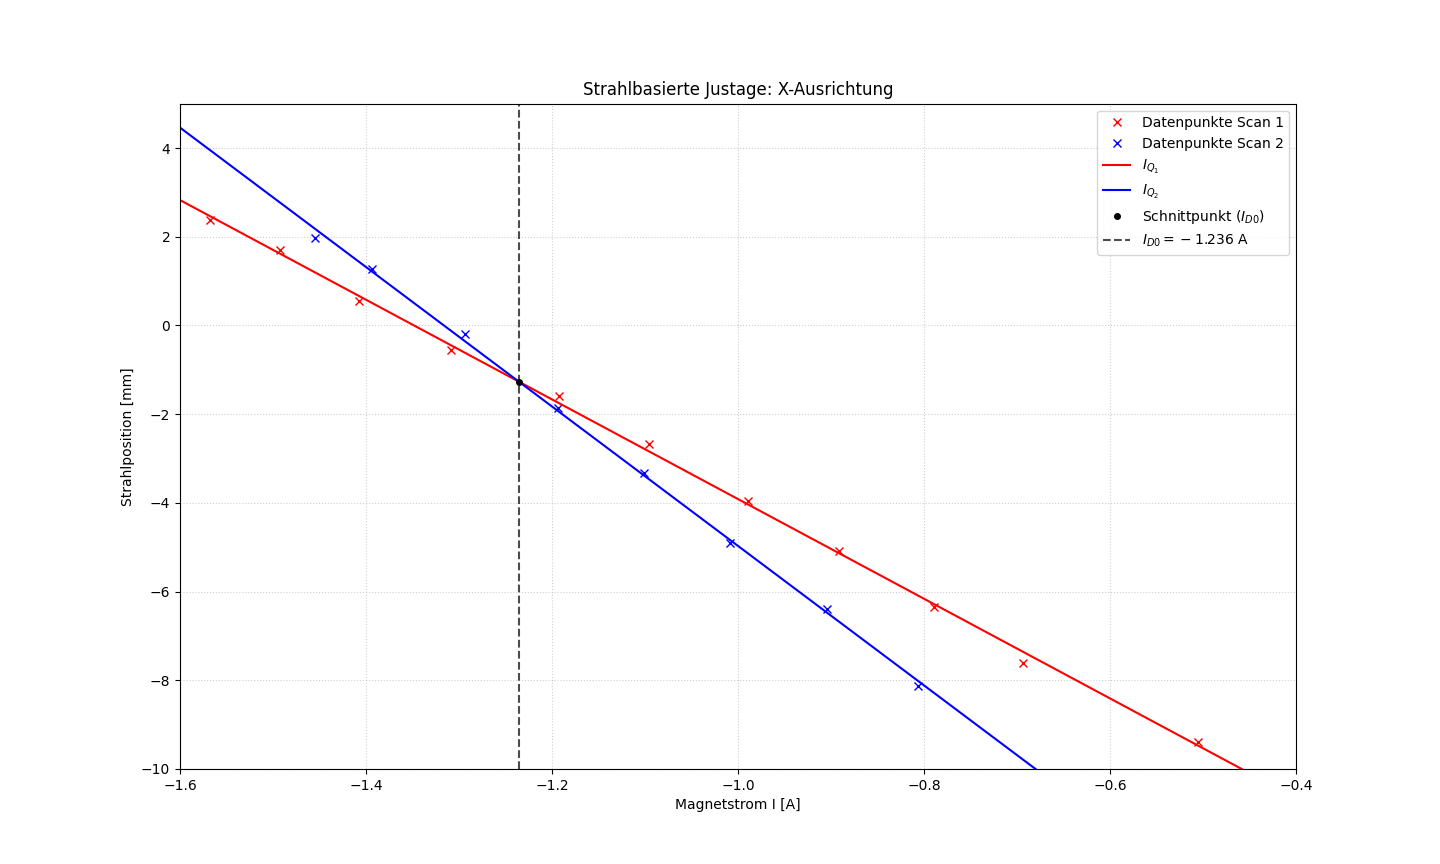 Strahlbasierte Justage: X-Ausrichtung
Datenpunkte Scan 1
Datenpunkte Scan 2
I_{Q_1}
I_{Q_2}
Schnittpunkt (I_{D0})
I_{D0} = −1.236 A
Strahlposition [mm]
4
2
0
−2
−4
−6
−8
−10
−1.6
−1.4
−1.2
−1.0
−0.8
−0.6
−0.4
Magnetstrom I [A]